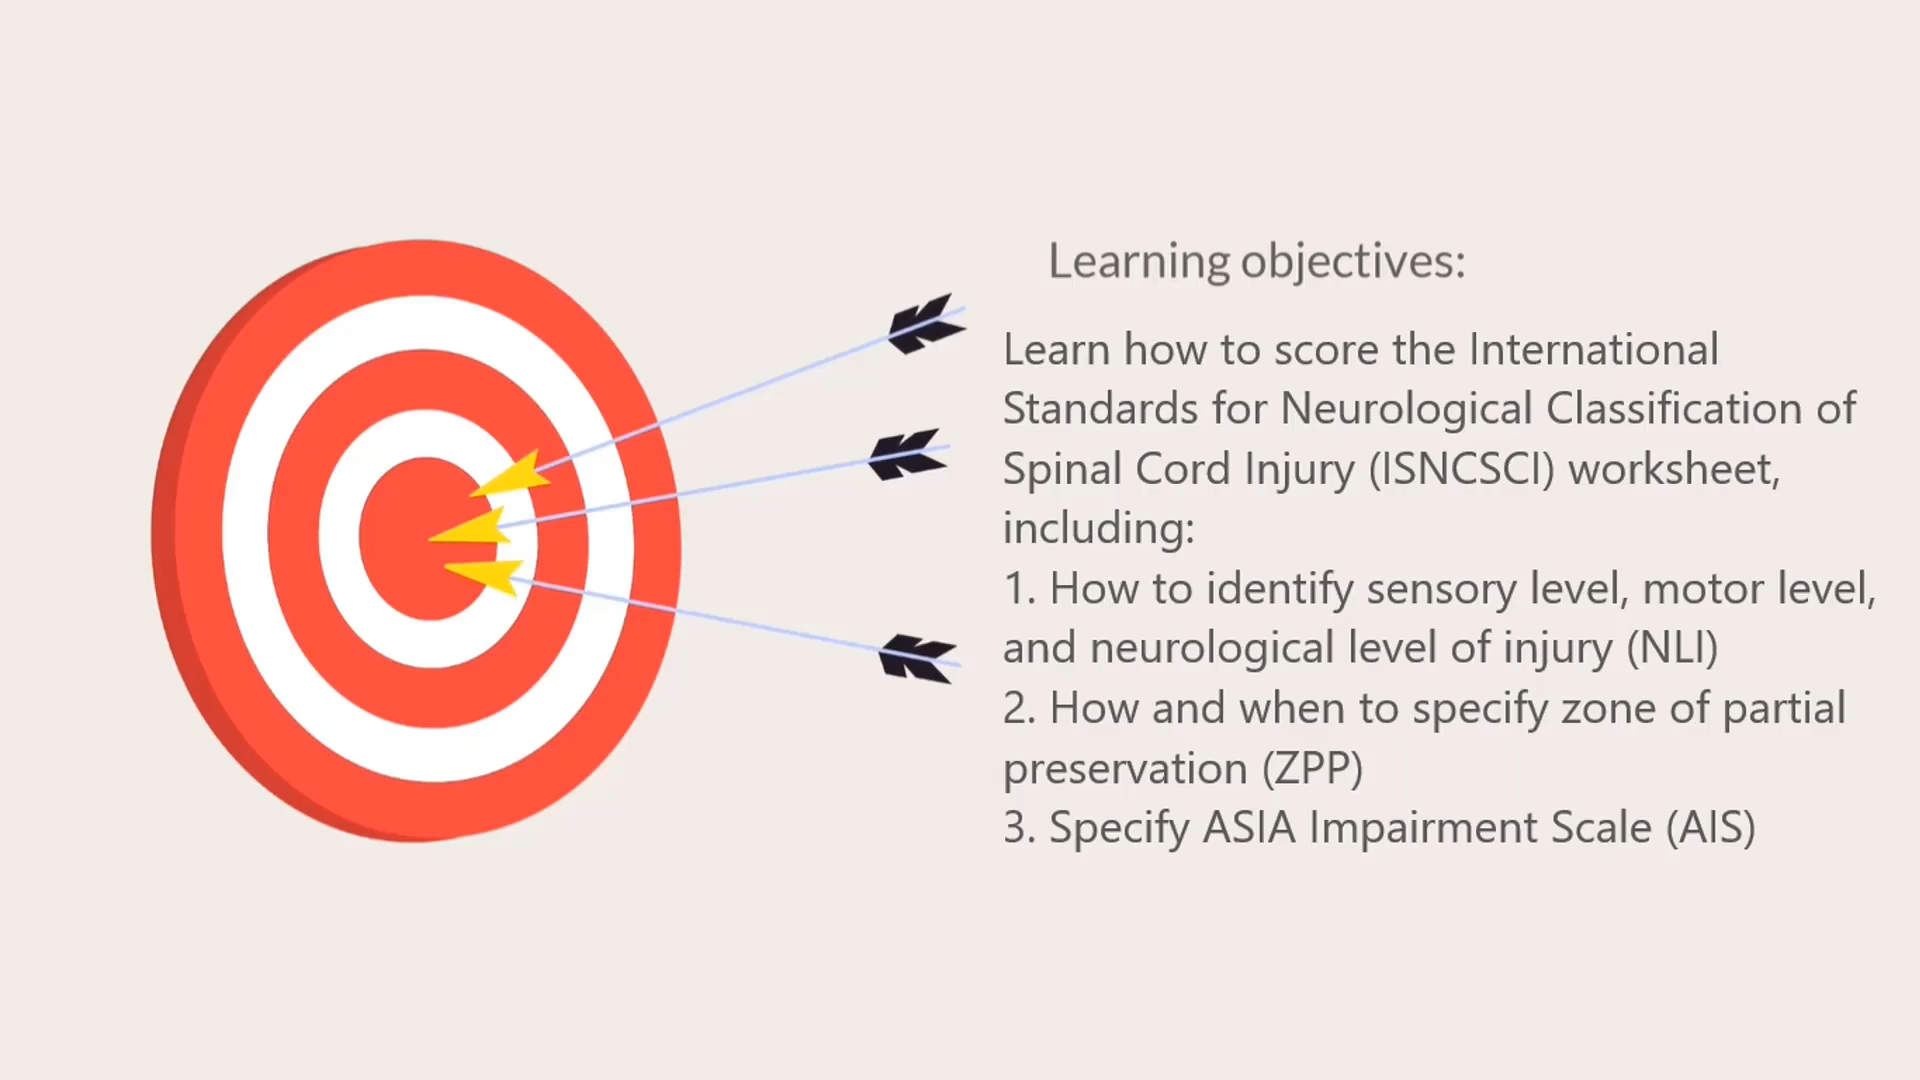 Learning objectives:
Learn how to score the International
Standards for Neurological Classification of
Spinal Cord Injury (ISNCSCI) worksheet,
including:
1. How to identify sensory level, motor level,
and neurological level of injury (NLI)
2. How and when to specify zone of partial
preservation (ZPP)
3. Specify ASIA Impairment Scale (AIS)